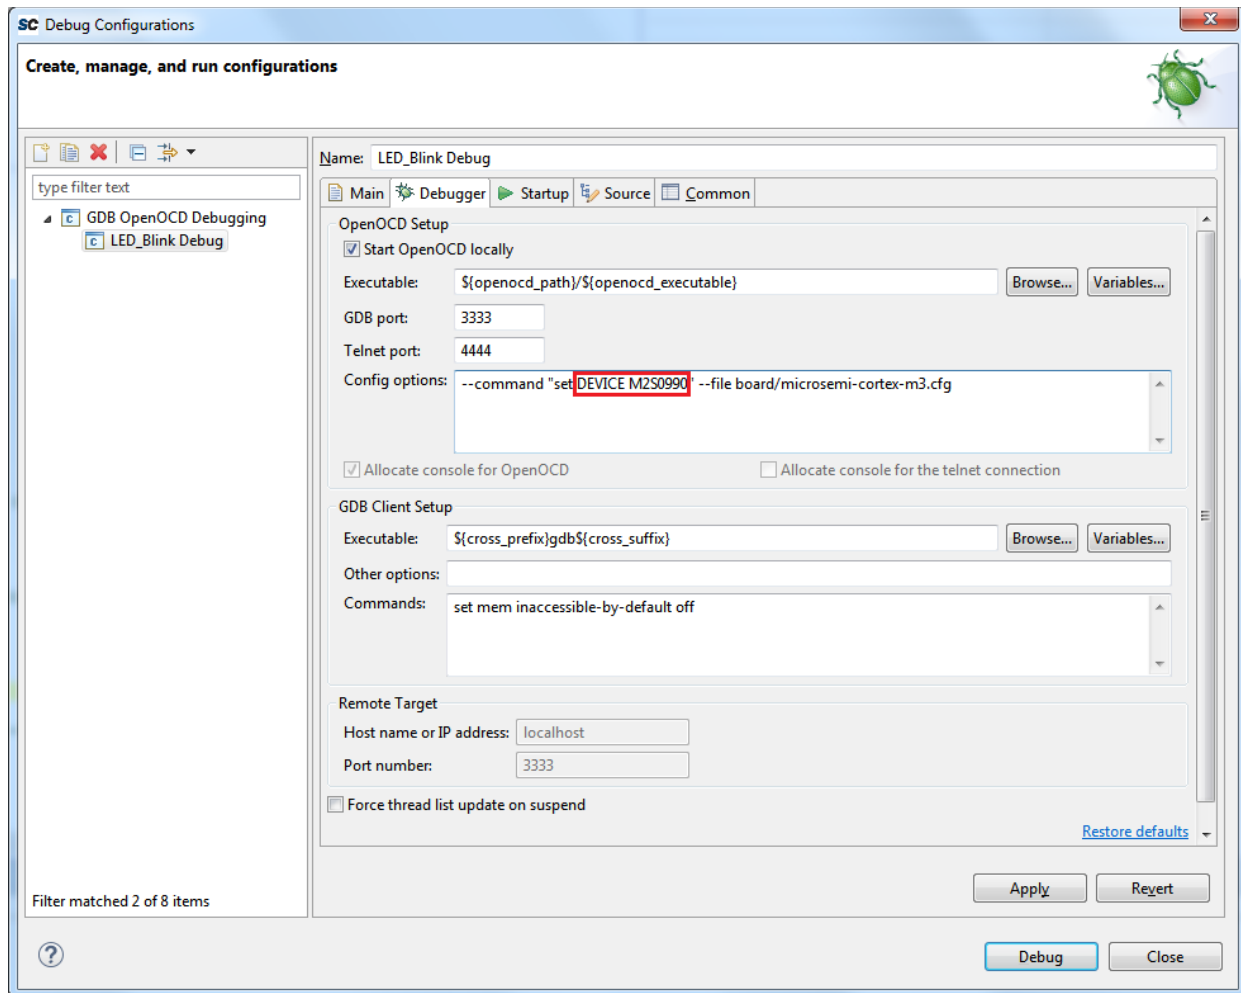 SC Debug Configurations
Create, manage, and run configurations
type filter text
GDB OpenOCD Debugging
LED_Blink Debug
Filter matched 2 of 8 items
Name: LED_Blink Debug
Main Debugger Startup Source Common
OpenOCD Setup
Start OpenOCD locally
Executable: ${openocd_path}/${openocd_executable} Browse... Variables...
GDB port: 3333
Telnet port: 4444
Config options: --command "set DEVICE M2S0990" --file board/microsemi-cortex-m3.cfg
Allocate console for OpenOCD Allocate console for the telnet connection
GDB Client Setup
Executable: ${cross_prefix}gdb${cross_suffix} Browse... Variables...
Other options:
Commands: set mem inaccessible-by-default off
Remote Target
Host name or IP address: localhost
Port number: 3333
Force thread list update on suspend
Restore defaults
Apply Revert
Debug Close